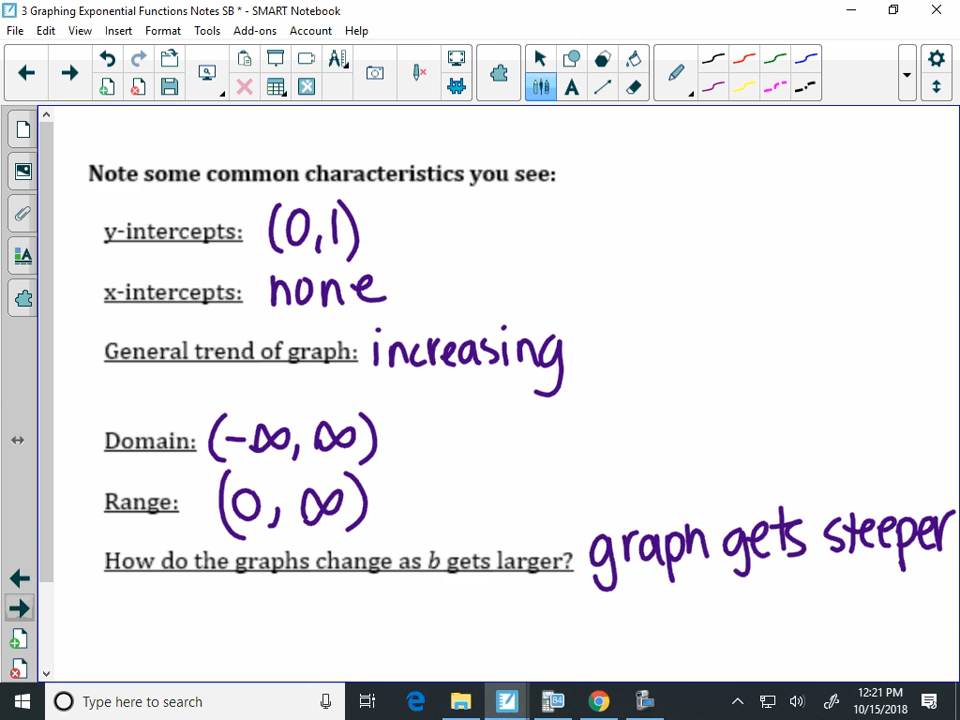 3 Graphing Exponential Functions Notes SB * - SMART Notebook
File Edit View Insert Format Tools Add-ons Account Help
Note some common characteristics you see:
y-intercepts: (0,1)
x-intercepts: none
General trend of graph: increasing
Domain: (-∞, ∞)
Range: (0, ∞)
How do the graphs change as b gets larger? graph gets steeper
Type here to search
12:21 PM
10/15/2018